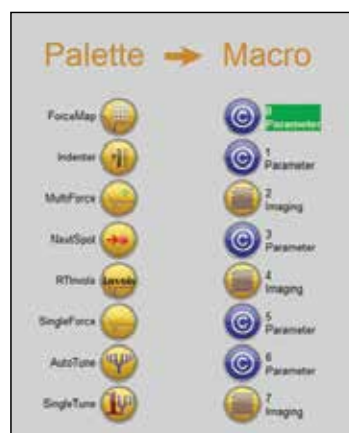 Palette → Macro
ForceMap
0
Parameter
Indenter
1
Parameter
MultiForce
2
Imaging
NextSpot
3
Parameter
RTInvols
4
Imaging
SingleForce
5
Parameter
AutoTune
6
Parameter
SingleTune
7
Imaging